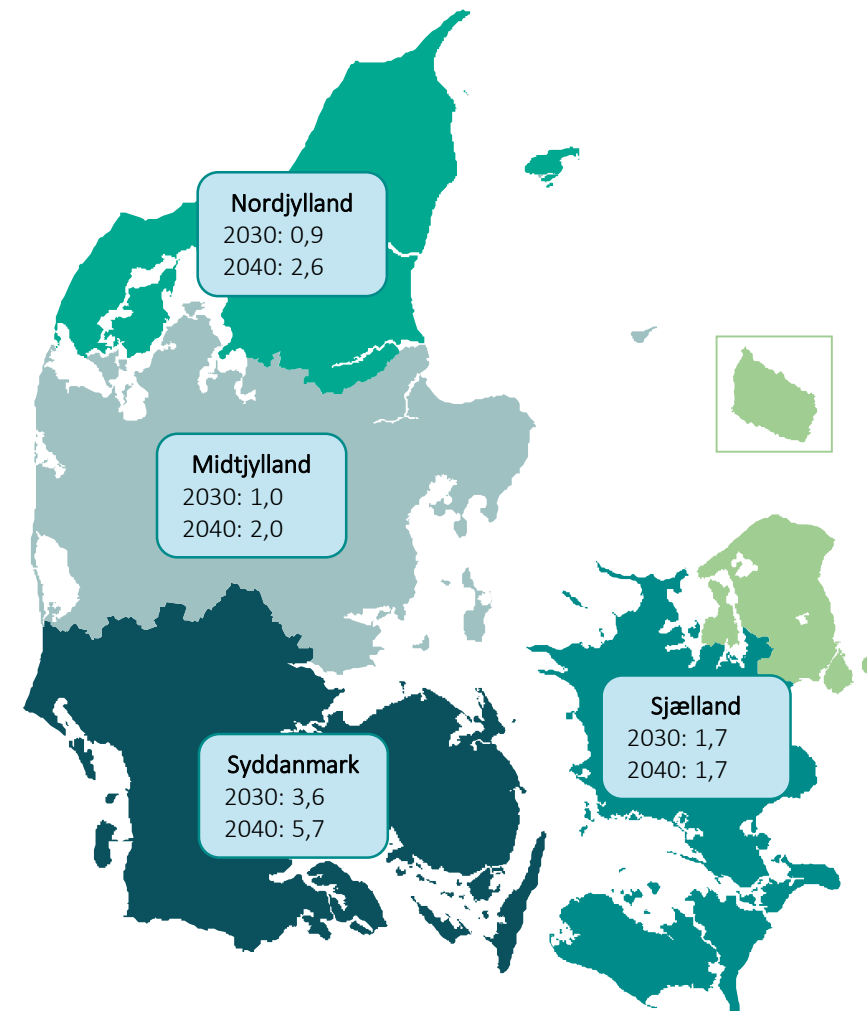 Nordjylland
2030: 0,9
2040: 2,6
Midtjylland
2030: 1,0
2040: 2,0
Sjælland
2030: 1,7
2040: 1,7
Syddanmark
2030: 3,6
2040: 5,7